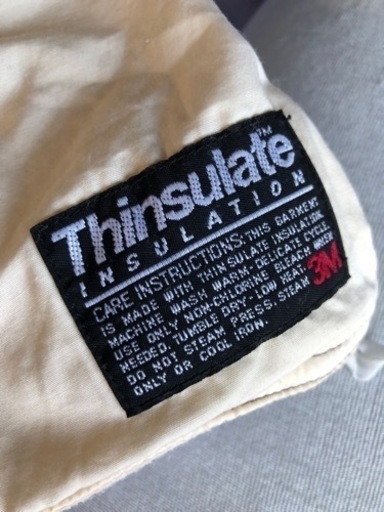 Thinsulate™
INSULATION
CARE INSTRUCTIONS: THIS GARMENT
IS MADE WITH THINSULATE INSULATION.
MACHINE WASH WARM-DELICATE CYCLE
USE ONLY NON-CHLORINE BLEACH WHEN
NEEDED. TUMBLE DRY-LOW HEAT.
DO NOT STEAM PRESS. STEAM
ONLY OR COOL IRON.
3M